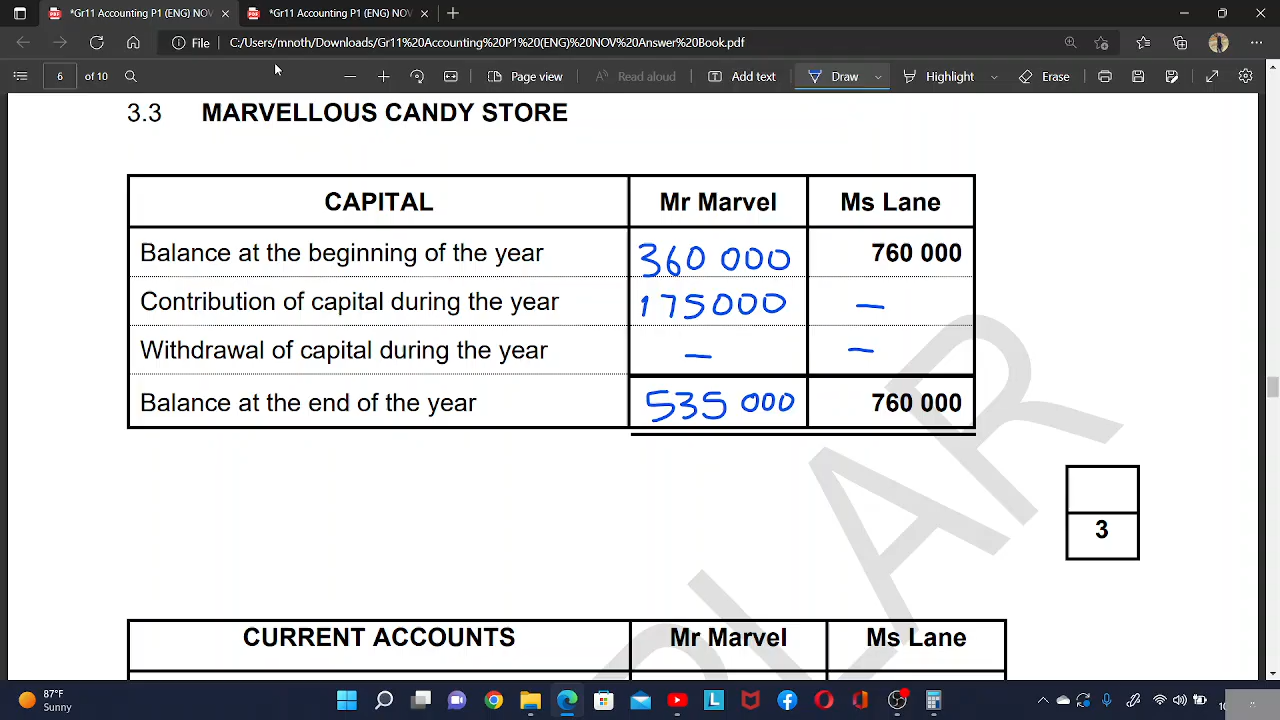 *Gr11 Accounting P1 (ENG) NOV
*Gr11 Accounting P1 (ENG) NOV
File C:/Users/mnoth/Downloads/Gr11%20Accounting%20P1%20(ENG)%20NOV%20Answer%20Book.pdf
6 of 10 Page view Read aloud Add text Draw Highlight Erase
3.3 MARVELLOUS CANDY STORE
CAPITAL Mr Marvel Ms Lane
Balance at the beginning of the year 360 000 760 000
Contribution of capital during the year 175000 –
Withdrawal of capital during the year – –
Balance at the end of the year 535 000 760 000
3
CURRENT ACCOUNTS Mr Marvel Ms Lane
PLAR
87°F
Sunny